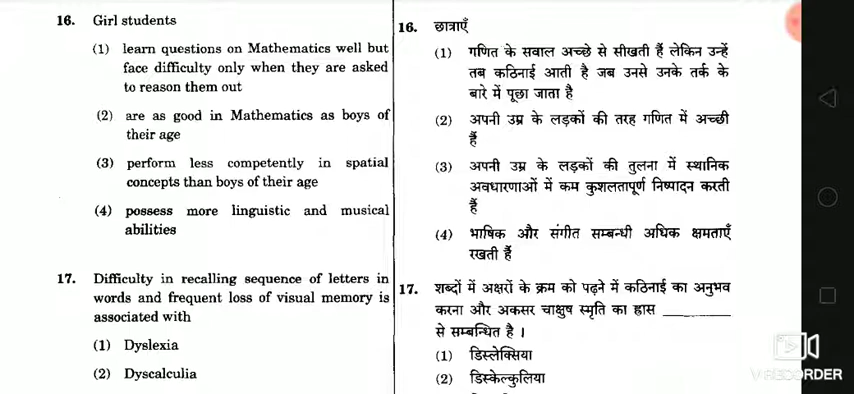 16. Girl students
(1) learn questions on Mathematics well but
face difficulty only when they are asked
to reason them out
(2) are as good in Mathematics as boys of
their age
(3) perform less competently in spatial
concepts than boys of their age
(4) possess more linguistic and musical
abilities
17. Difficulty in recalling sequence of letters in
words and frequent loss of visual memory is
associated with
(1) Dyslexia
(2) Dyscalculia
16. छात्राएँ
(1) गणित के सवाल अच्छे से सीखती हैं लेकिन उन्हें
तब कठिनाई आती है जब उनसे उनके तर्क के
बारे में पूछा जाता है
(2) अपनी उम्र के लड़कों की तरह गणित में अच्छी
हैं
(3) अपनी उम्र के लड़कों की तुलना में स्थानिक
अवधारणाओं में कम कुशलतापूर्ण निष्पादन करती
हैं
(4) भाषिक और संगीत सम्बन्धी अधिक क्षमताएँ
रखती हैं
17. शब्दों में अक्षरों के क्रम को पढ़ने में कठिनाई का अनुभव
करना और अकसर चाक्षुष स्मृति का ह्रास ________
से सम्बन्धित है ।
(1) डिस्लेक्सिया
(2) डिस्केल्कुलिया
V RECORDER